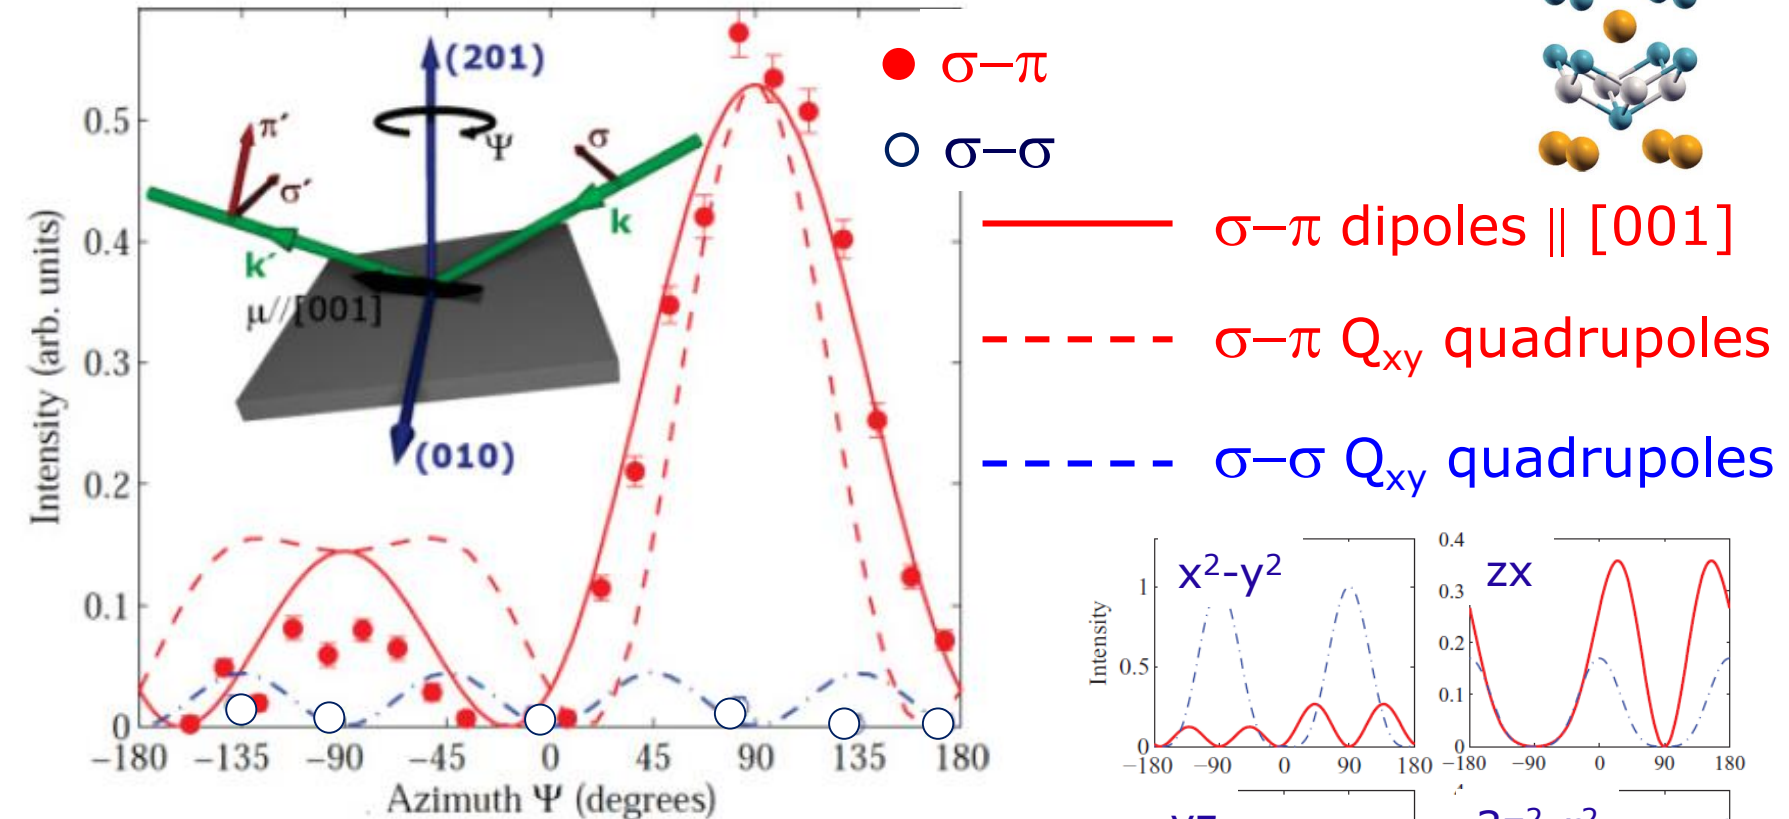 σ–π
σ–σ
σ–π dipoles || [001]
σ–π Qxy quadrupoles
σ–σ Qxy quadrupoles
Intensity (arb. units)
0.5
0.4
0.3
0.2
0.1
0
−180 −135 −90 −45 0 45 90 135 180
Azimuth Ψ (degrees)
(201)
Ψ
π´
σ´
σ
k
k´
μ//[001]
(010)
x²-y²
Intensity
1
0.5
0
−180 −90 0 90 180
zx
0.4
0.3
0.2
0.1
0
−180 −90 0 90 180